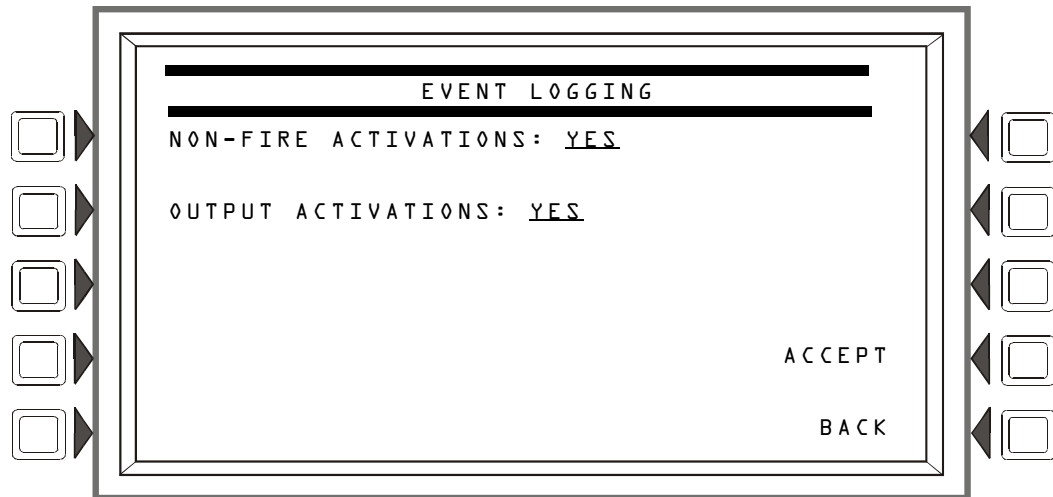 EVENT LOGGING
NON-FIRE ACTIVATIONS: YES
OUTPUT ACTIVATIONS: YES
ACCEPT
BACK